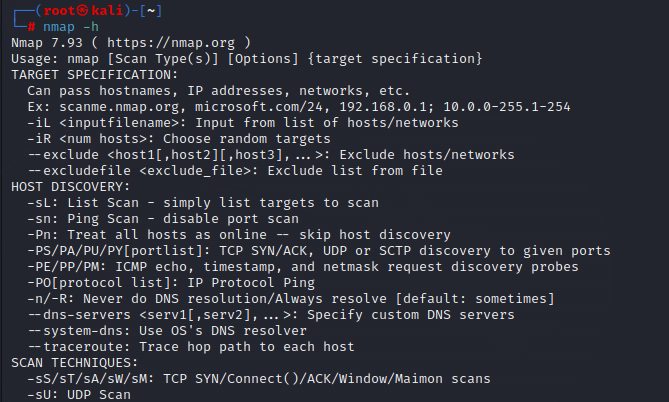 ┌──(root㉿kali)-[~]
└─# nmap -h
Nmap 7.93 ( https://nmap.org )
Usage: nmap [Scan Type(s)] [Options] {target specification}
TARGET SPECIFICATION:
  Can pass hostnames, IP addresses, networks, etc.
  Ex: scanme.nmap.org, microsoft.com/24, 192.168.0.1; 10.0.0-255.1-254
  -iL <inputfilename>: Input from list of hosts/networks
  -iR <num hosts>: Choose random targets
  --exclude <host1[,host2][,host3],...>: Exclude hosts/networks
  --excludefile <exclude_file>: Exclude list from file
HOST DISCOVERY:
  -sL: List Scan - simply list targets to scan
  -sn: Ping Scan - disable port scan
  -Pn: Treat all hosts as online -- skip host discovery
  -PS/PA/PU/PY[portlist]: TCP SYN/ACK, UDP or SCTP discovery to given ports
  -PE/PP/PM: ICMP echo, timestamp, and netmask request discovery probes
  -PO[protocol list]: IP Protocol Ping
  -n/-R: Never do DNS resolution/Always resolve [default: sometimes]
  --dns-servers <serv1[,serv2],...>: Specify custom DNS servers
  --system-dns: Use OS's DNS resolver
  --traceroute: Trace hop path to each host
SCAN TECHNIQUES:
  -sS/sT/sA/sW/sM: TCP SYN/Connect()/ACK/Window/Maimon scans
  -sU: UDP Scan